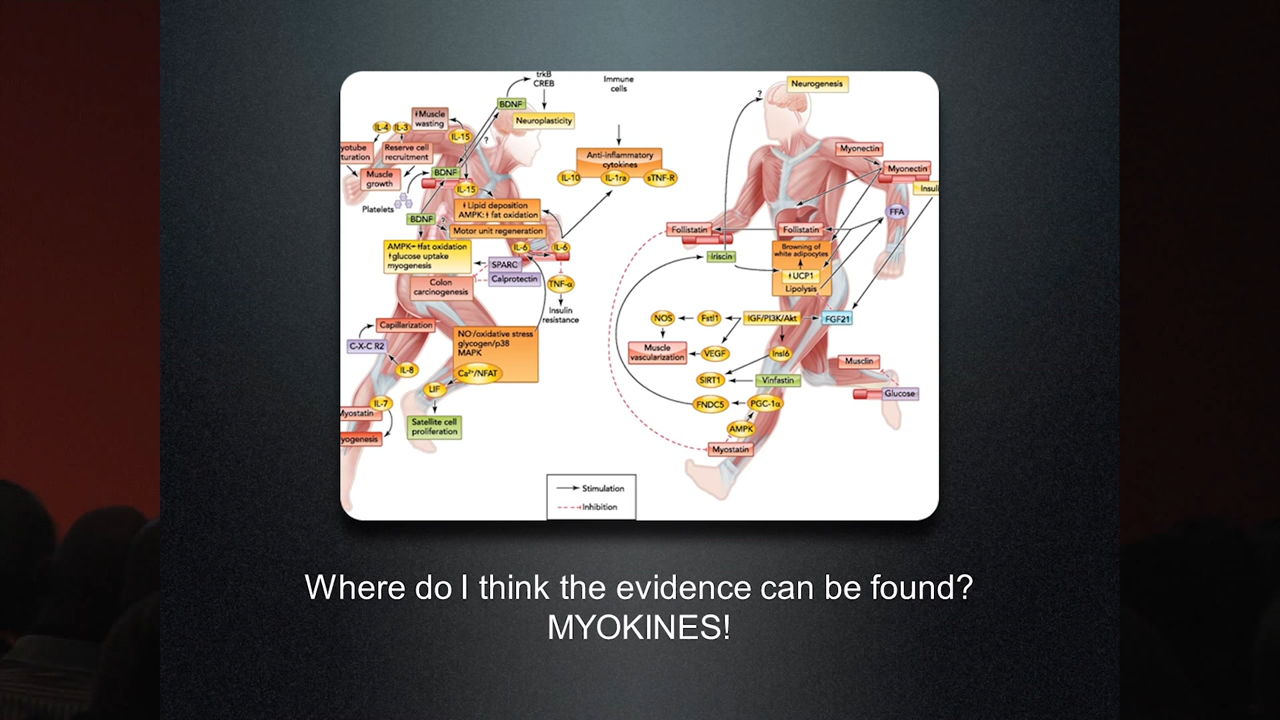 trkB
CREB
Immune
cells
BDNF
Neuroplasticity
Muscle
wasting
IL-4
IL-3
IL-15
?
yotube
turation
Reserve cell
recruitment
Anti-inflammatory
cytokines
IL-10
IL-1ra
sTNF-R
BDNF
Muscle
growth
IL-15
Platelets
Lipid deposition
AMPK: fat oxidation
BDNF
?
Motor unit regeneration
AMPK fat oxidation
glucose uptake
myogenesis
IL-6
IL-6
SPARC
Calprotectin
TNF-α
Colon
carcinogenesis
Insulin
resistance
Capillarization
C-X-C R2
NO/oxidative stress
glycogen/p38
MAPK
Ca²⁺/NFAT
IL-8
LIF
IL-7
Myostatin
yogenesis
Satellite cell
proliferation
Neurogenesis
?
Myonectin
Myonectin
Insuli
FFA
Follistatin
Follistatin
Iriscin
Browning of
white adipocytes
UCP1
Lipolysis
NOS
Fstl1
IGF/PI3K/Akt
FGF21
Muscle
vascularization
VEGF
Insl6
Musclin
SIRT1
Vinfastin
Glucose
FNDC5
PGC-1α
AMPK
Myostatin
Stimulation
Inhibition
Where do I think the evidence can be found?
MYOKINES!